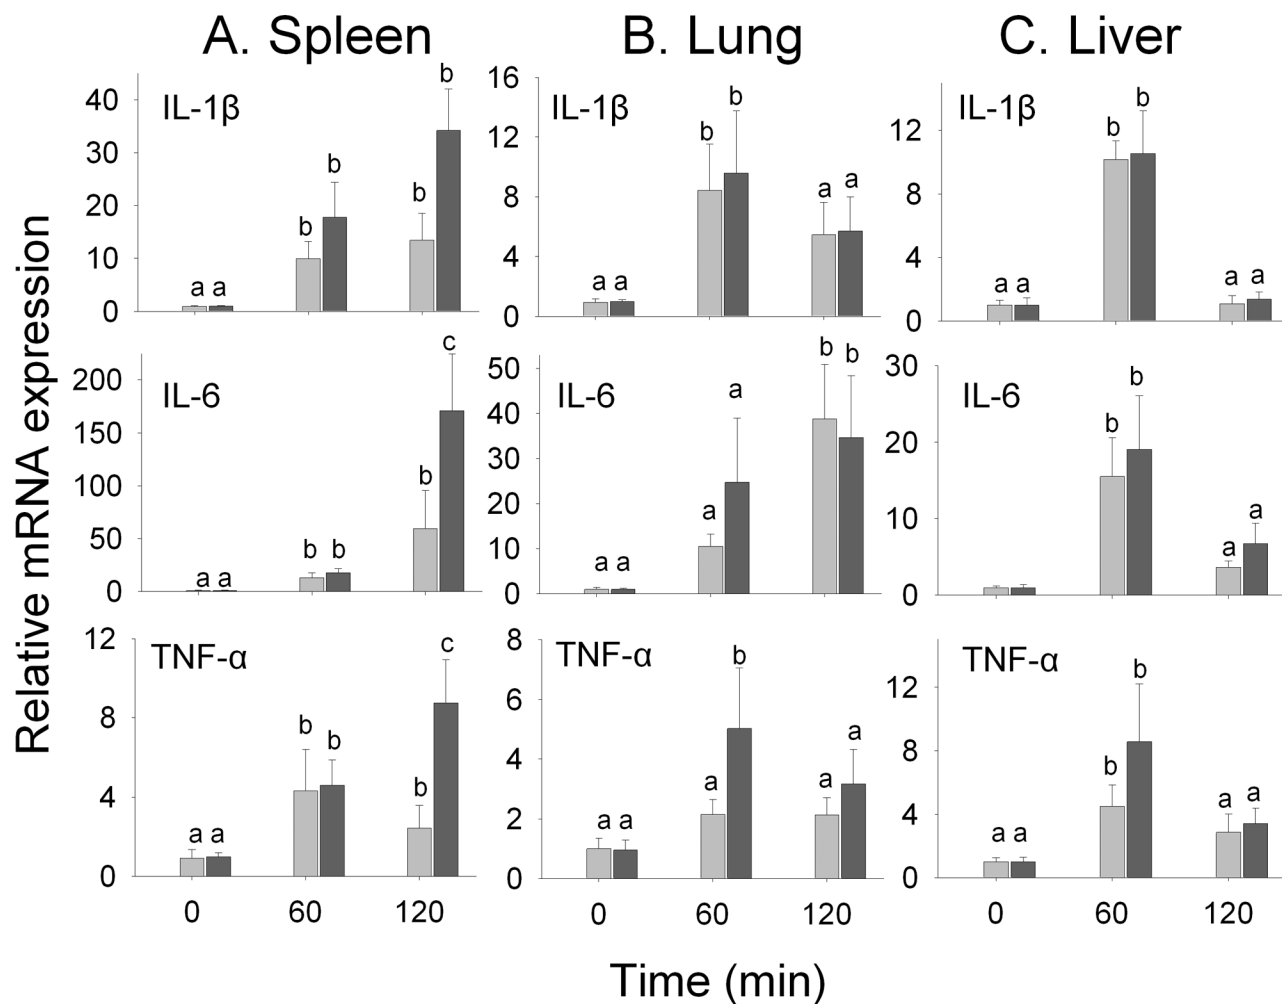 A. Spleen
B. Lung
C. Liver
Relative mRNA expression
IL-1β
40
30
20
10
0
a a
b b
b b
IL-1β
16
12
8
4
0
a a
b b
a a
IL-1β
12
8
4
0
a a
b b
a a
IL-6
200
150
100
50
0
a a
b b
b c
IL-6
50
40
30
20
10
0
a a
a a
b b
IL-6
30
20
10
0
b b
a a
TNF-α
12
8
4
0
a a
b b
b c
0 60 120
TNF-α
8
6
4
2
0
a a
a b
a a
0 60 120
TNF-α
12
8
4
0
a a
b b
a a
0 60 120
Time (min)